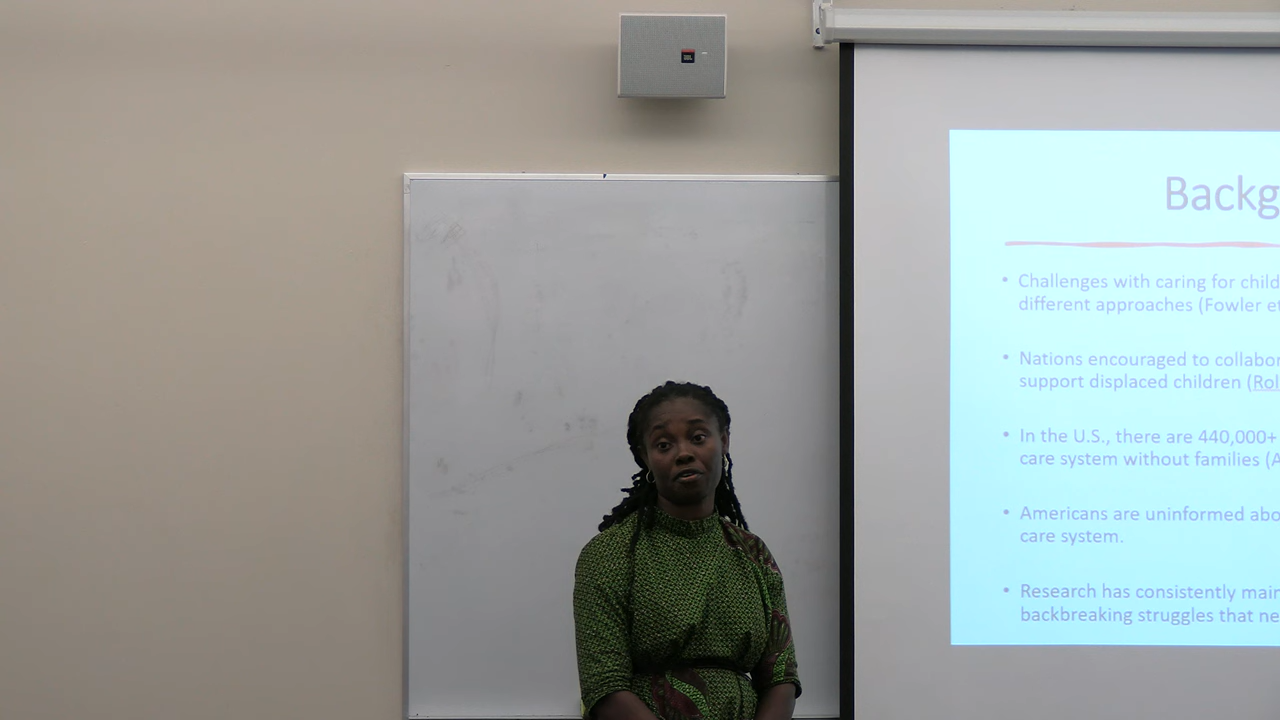 Backg
• Challenges with caring for child
different approaches (Fowler et
• Nations encouraged to collabor
support displaced children (Rol
• In the U.S., there are 440,000+
care system without families (A
• Americans are uninformed abo
care system.
• Research has consistently main
backbreaking struggles that ne